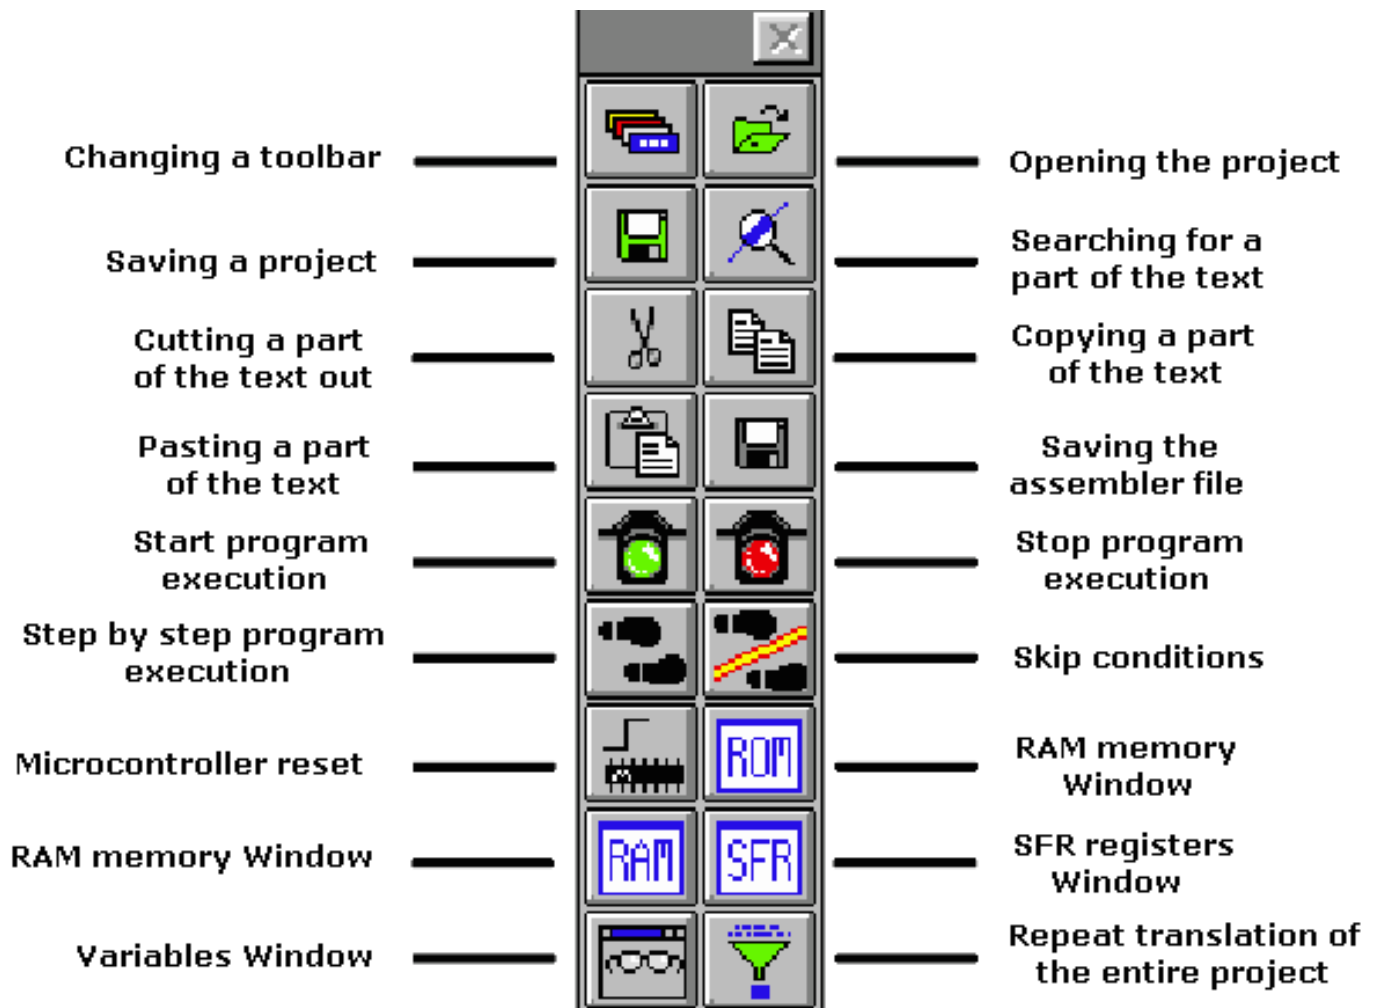 Changing a toolbar
Opening the project
Saving a project
Searching for a
part of the text
Cutting a part
of the text out
Copying a part
of the text
Pasting a part
of the text
Saving the
assembler file
Start program
execution
Stop program
execution
Step by step program
execution
Skip conditions
Microcontroller reset
ROM
RAM memory
Window
RAM memory Window
RAM
SFR
SFR registers
Window
Variables Window
Repeat translation of
the entire project